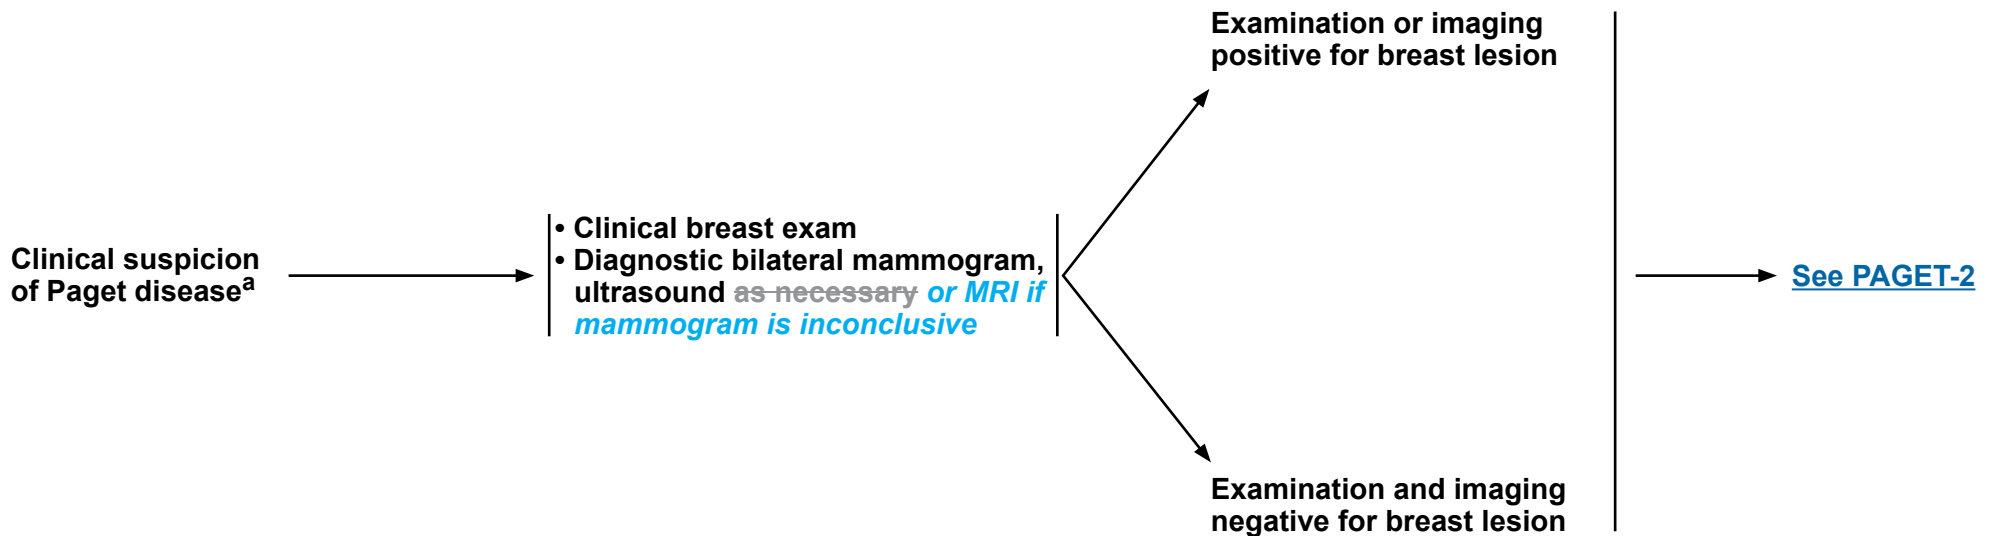 Examination or imaging
positive for breast lesion
Clinical suspicion
of Paget diseaseª
• Clinical breast exam
• Diagnostic bilateral mammogram,
ultrasound as necessary or MRI if
mammogram is inconclusive
See PAGET-2
Examination and imaging
negative for breast lesion